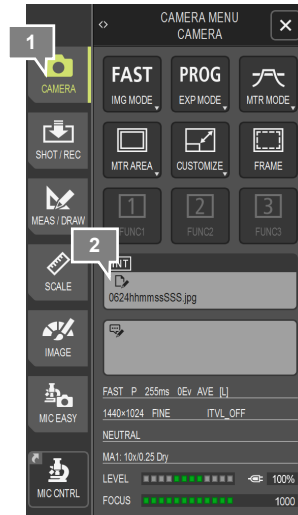 CAMERA MENU
CAMERA
1
CAMERA
FAST
IMG MODE
PROG
EXP MODE
MTR MODE
SHOT / REC
MTR AREA
CUSTOMIZE
FRAME
MEAS / DRAW
1
FUNC1
2
FUNC2
3
FUNC3
2
SCALE
INT
0624hhmmssSSS.jpg
IMAGE
MIC EASY
FAST P 255ms 0Ev AVE [L]
1440×1024 FINE ITVL_OFF
NEUTRAL
MA1: 10x/0.25 Dry
MIC CNTRL
LEVEL 100%
FOCUS 1000